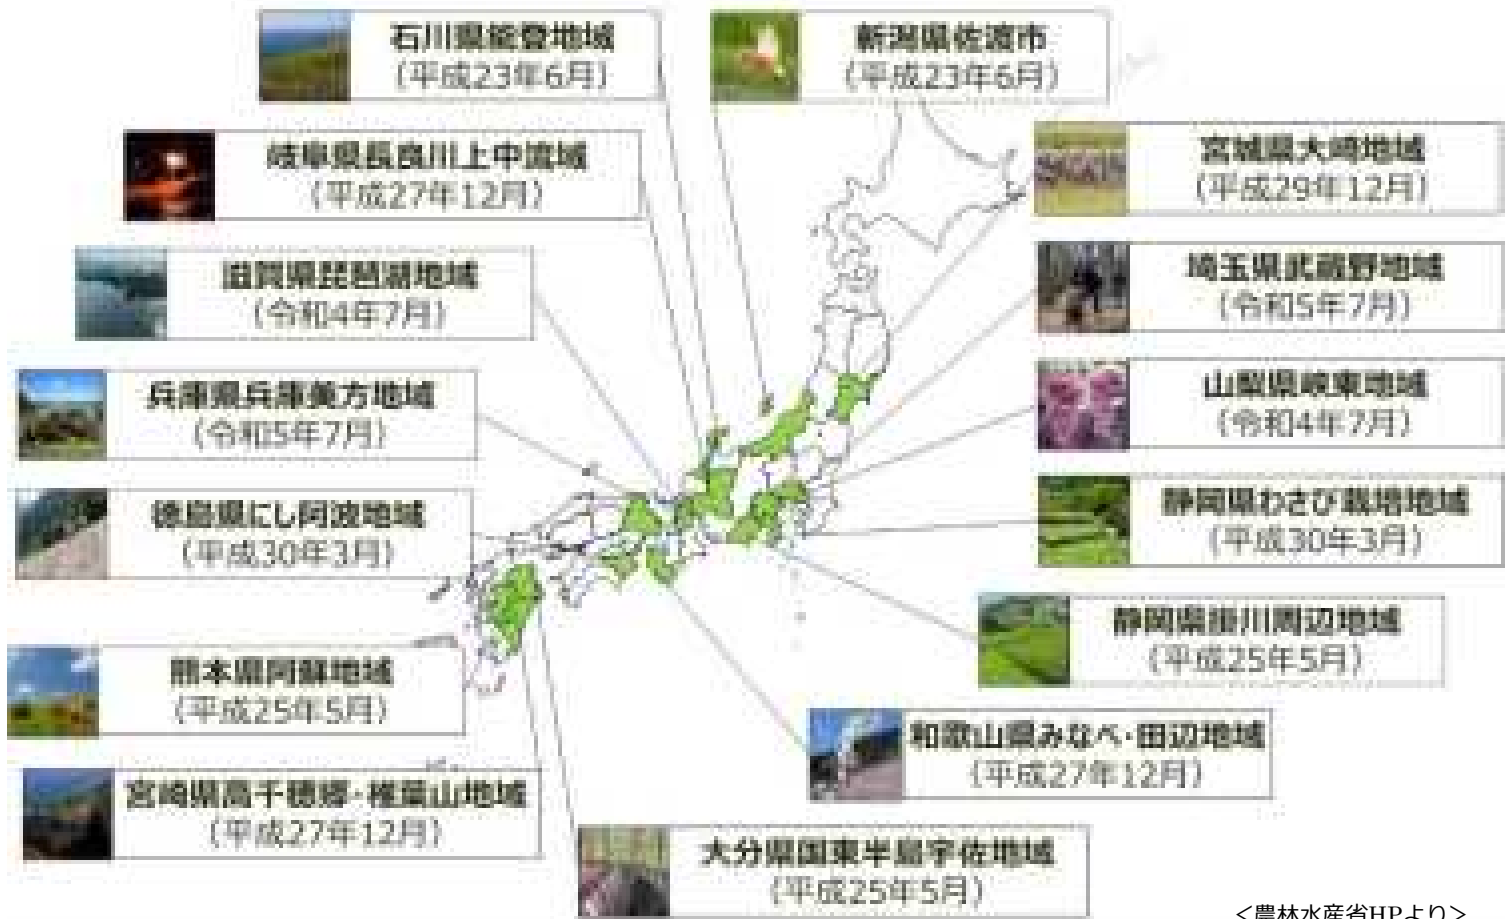 石川県能登地域
（平成23年6月）
新潟県佐渡市
（平成23年6月）
岐阜県長良川上中流域
（平成27年12月）
宮城県大崎地域
（平成29年12月）
滋賀県琵琶湖地域
（令和4年7月）
埼玉県武蔵野地域
（令和5年7月）
兵庫県兵庫美方地域
（令和5年7月）
山梨県峡東地域
（令和4年7月）
徳島県にし阿波地域
（平成30年3月）
静岡県わさび栽培地域
（平成30年3月）
静岡県掛川周辺地域
（平成25年5月）
熊本県阿蘇地域
（平成25年5月）
和歌山県みなべ・田辺地域
（平成27年12月）
宮崎県高千穂郷・椎葉山地域
（平成27年12月）
大分県国東半島宇佐地域
（平成25年5月）
＜農林水産省HPより＞